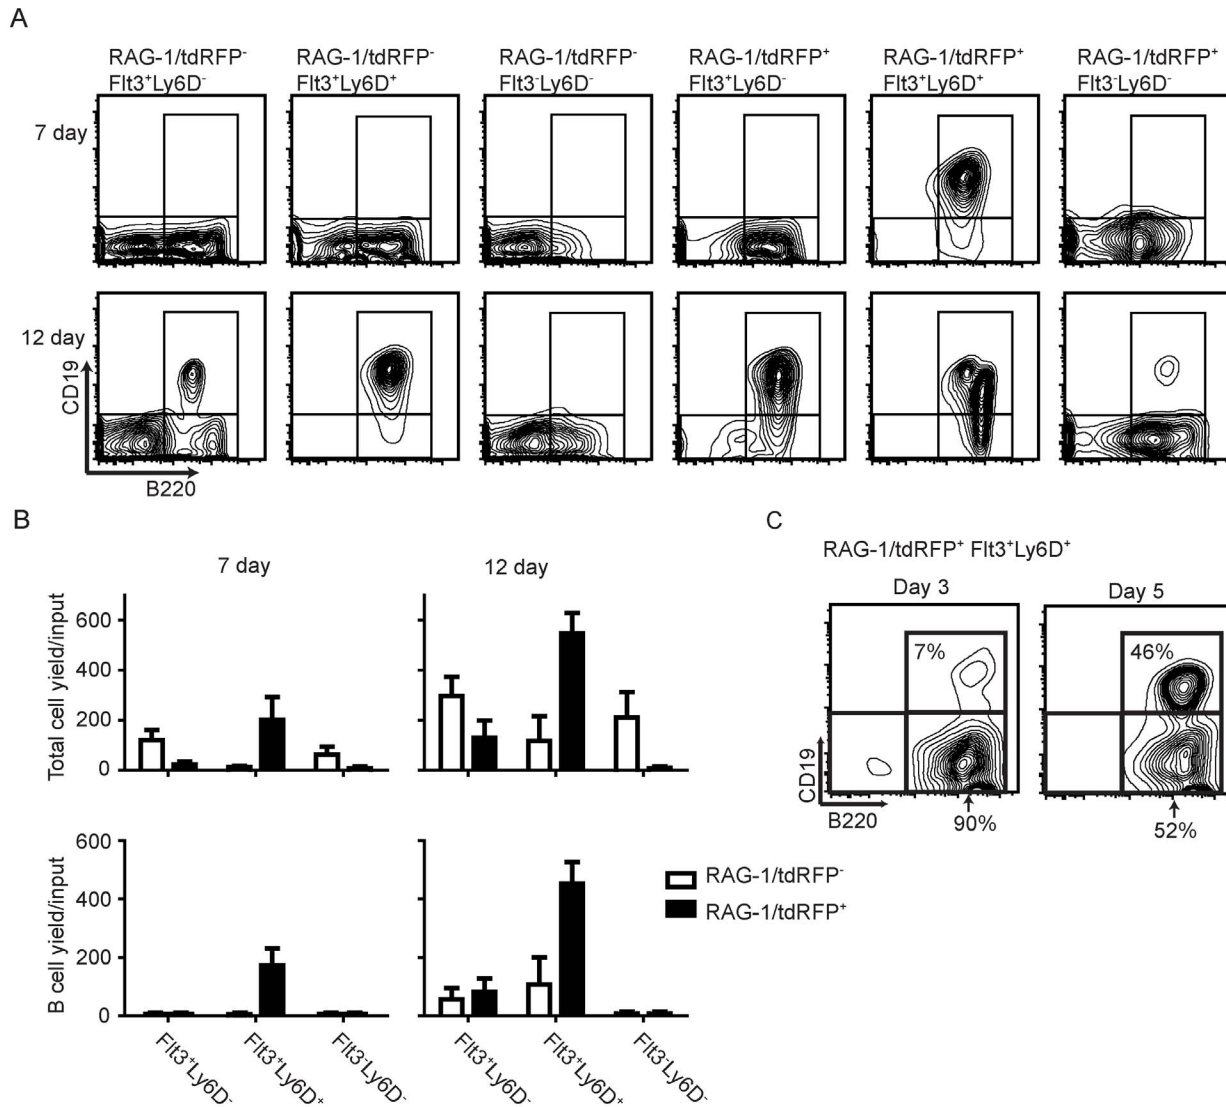 A
RAG-1/tdRFP⁻ RAG-1/tdRFP⁻ RAG-1/tdRFP⁻ RAG-1/tdRFP⁺ RAG-1/tdRFP⁺ RAG-1/tdRFP⁺
Flt3⁺Ly6D⁻ Flt3⁺Ly6D⁺ Flt3⁻Ly6D⁻ Flt3⁺Ly6D⁻ Flt3⁺Ly6D⁺ Flt3⁻Ly6D⁻
7 day
12 day
CD19
B220
B
7 day 12 day
Total cell yield/input
600 400 200 0
B cell yield/input
600 400 200 0
Flt3⁺Ly6D⁻ Flt3⁺Ly6D⁺ Flt3⁻Ly6D⁻ Flt3⁺Ly6D⁻ Flt3⁺Ly6D⁺ Flt3⁻Ly6D⁻
RAG-1/tdRFP⁻
RAG-1/tdRFP⁺
C
RAG-1/tdRFP⁺ Flt3⁺Ly6D⁺
Day 3 Day 5
7% 46%
CD19
B220
90% 52%